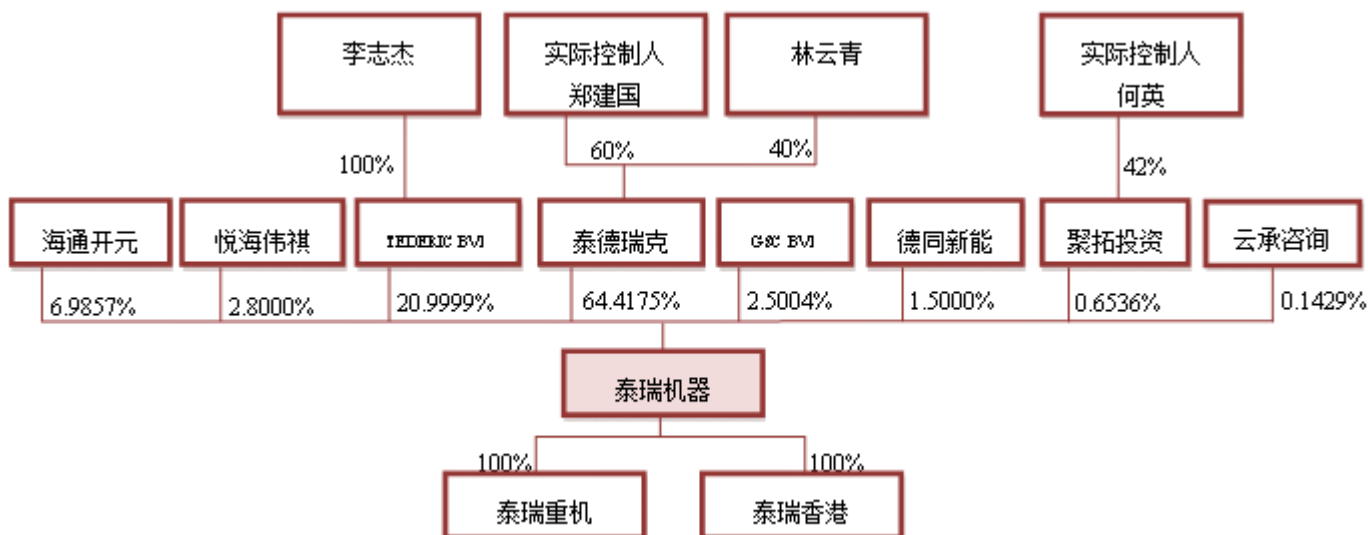 李志杰
实际控制人
郑建国
林云青
实际控制人
何英
100%
60%
40%
42%
海通开元
悦海伟祺
TEDERIC BVI
泰德瑞克
GSC BVI
德同新能
聚拓投资
云承咨询
6.9857%
2.8000%
20.9999%
64.4175%
2.5004%
1.5000%
0.6536%
0.1429%
泰瑞机器
100%
100%
泰瑞重机
泰瑞香港